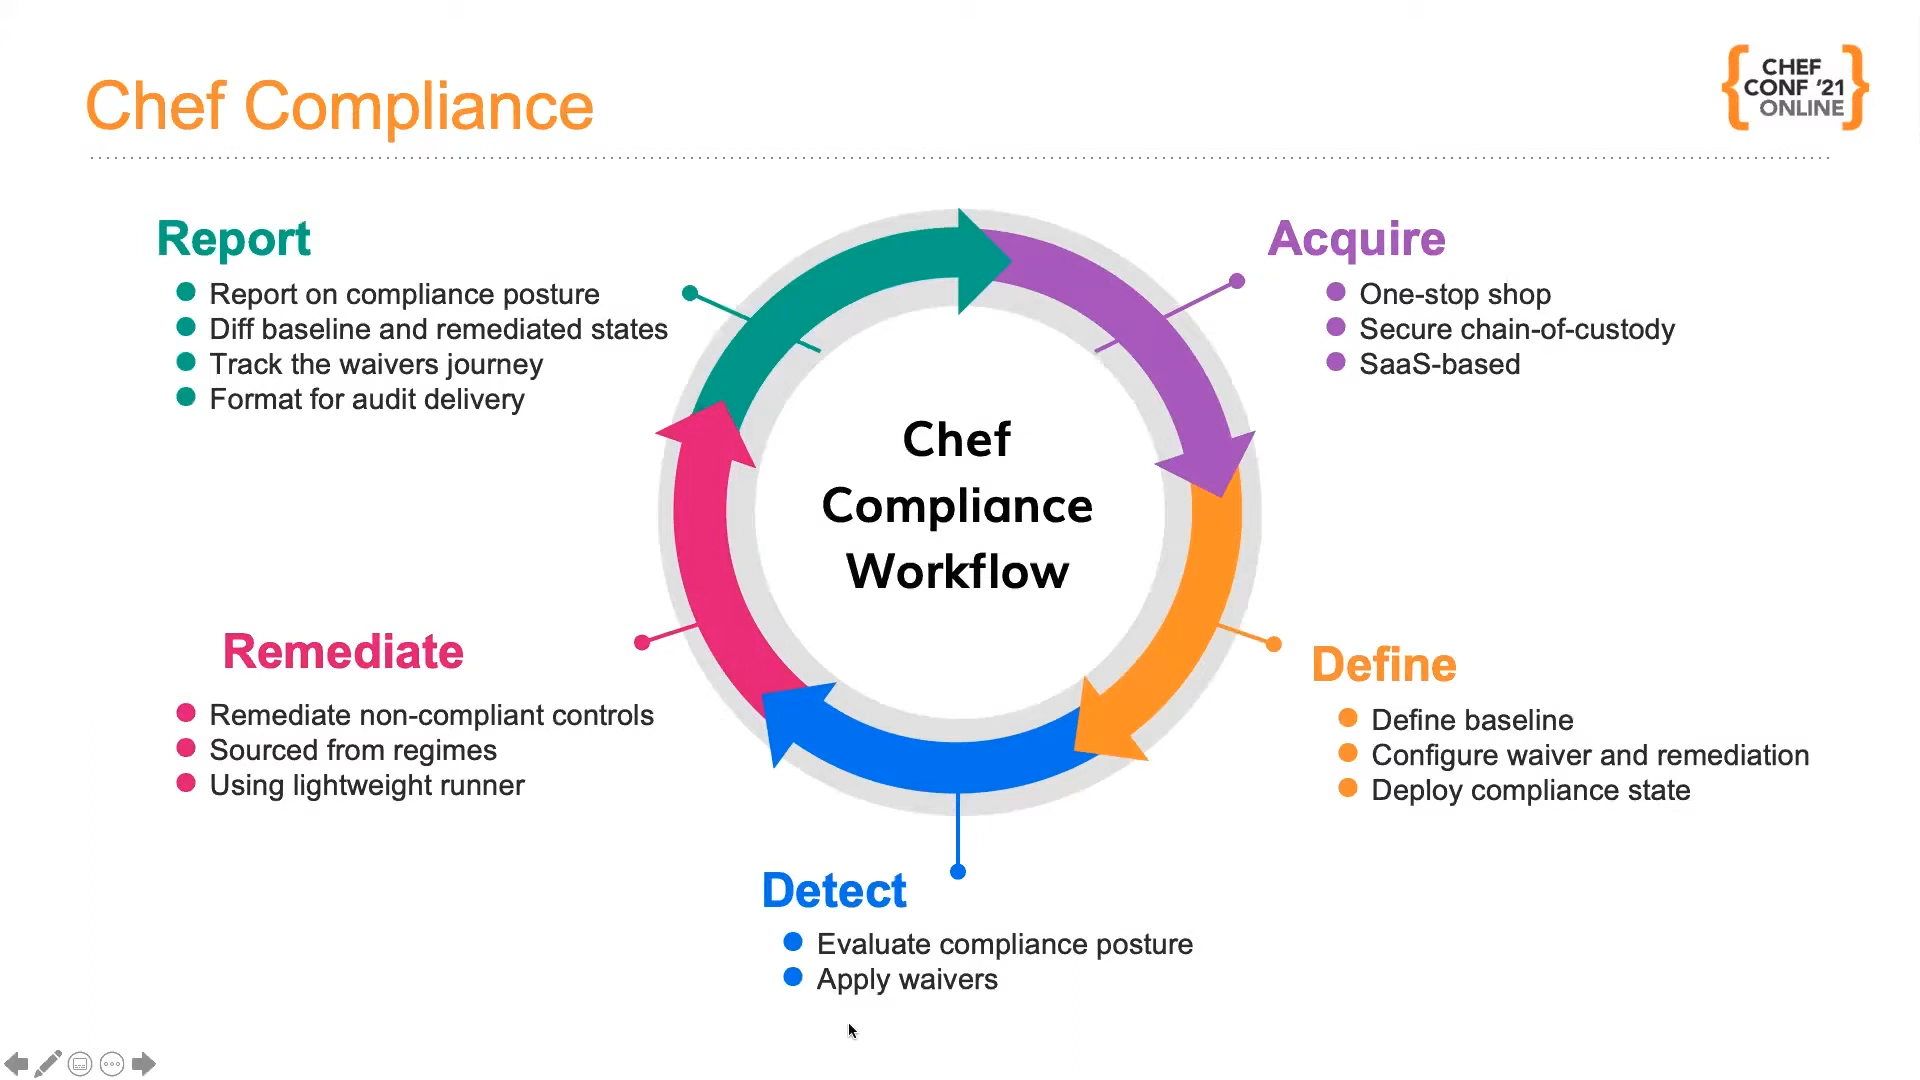 Chef Compliance
CHEF
CONF ‘21
ONLINE
Report
Report on compliance posture
Diff baseline and remediated states
Track the waivers journey
Format for audit delivery
Acquire
One-stop shop
Secure chain-of-custody
SaaS-based
Chef
Compliance
Workflow
Remediate
Remediate non-compliant controls
Sourced from regimes
Using lightweight runner
Define
Define baseline
Configure waiver and remediation
Deploy compliance state
Detect
Evaluate compliance posture
Apply waivers